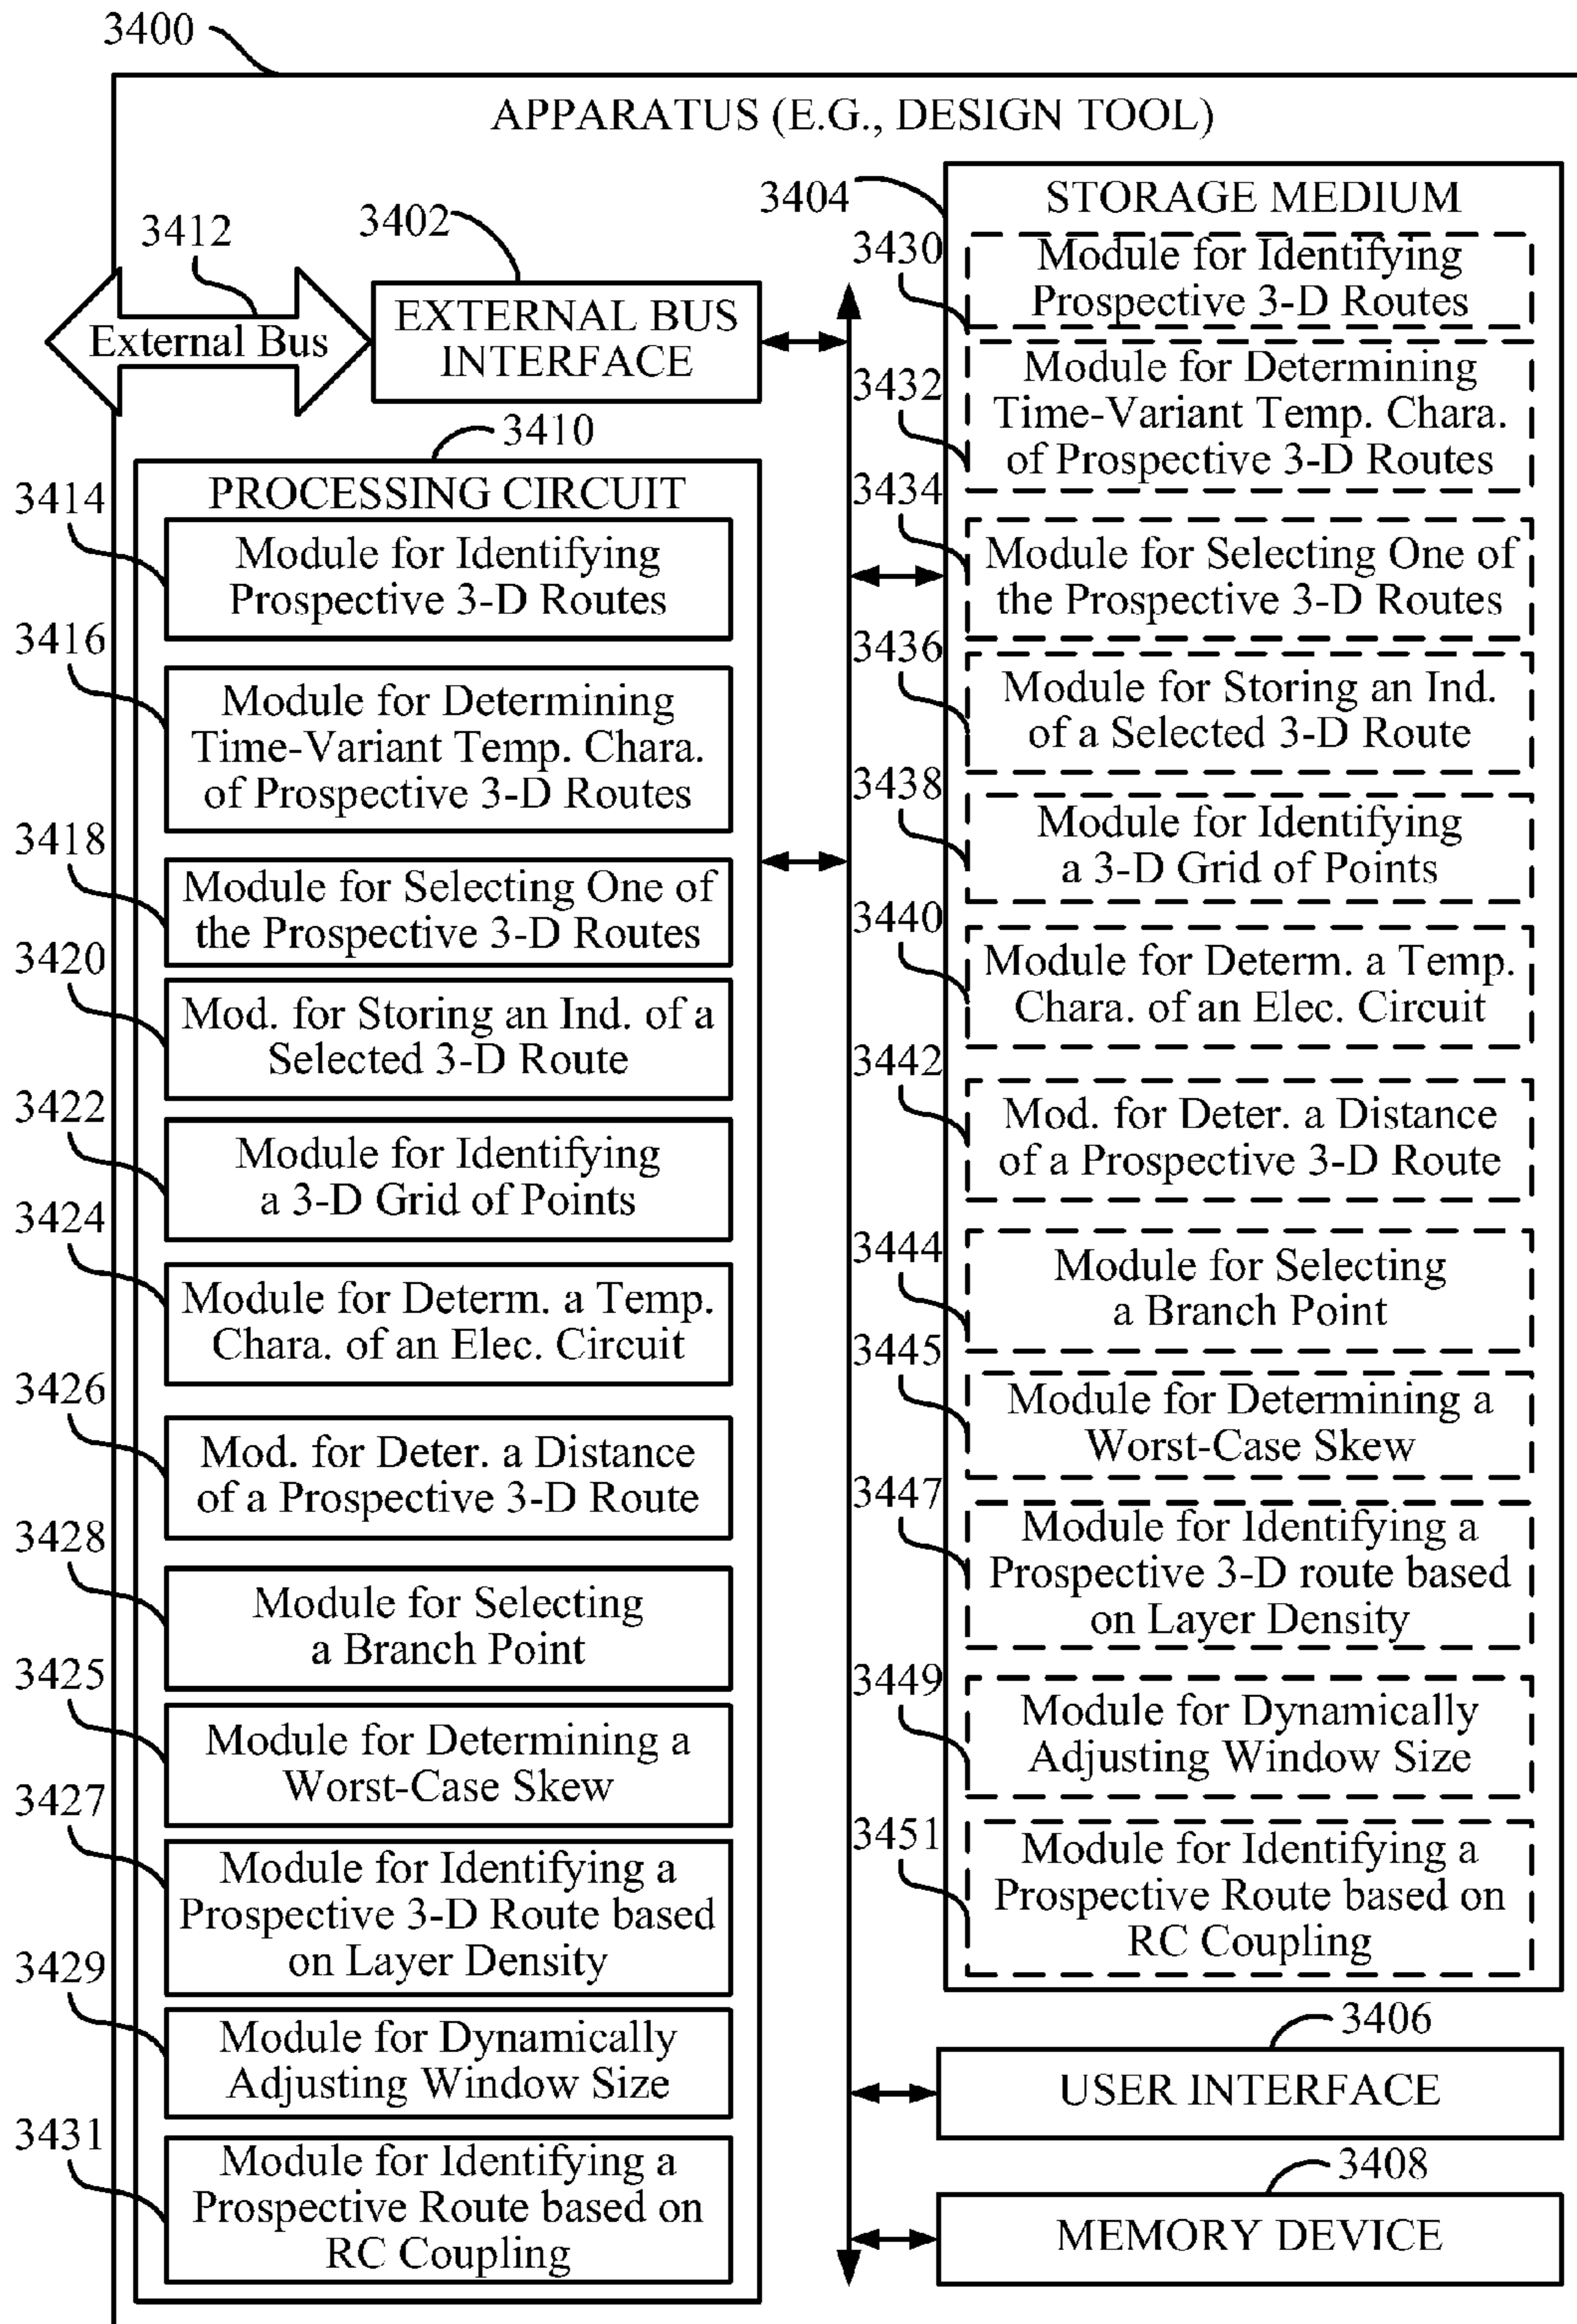 3400
APPARATUS (E.G., DESIGN TOOL)
3412
External Bus
3402
EXTERNAL BUS
INTERFACE
3410
PROCESSING CIRCUIT
3414
Module for Identifying
Prospective 3-D Routes
3416
Module for Determining
Time-Variant Temp. Chara.
of Prospective 3-D Routes
3418
Module for Selecting One of
the Prospective 3-D Routes
3420
Mod. for Storing an Ind. of a
Selected 3-D Route
3422
Module for Identifying
a 3-D Grid of Points
3424
Module for Determ. a Temp.
Chara. of an Elec. Circuit
3426
Mod. for Deter. a Distance
of a Prospective 3-D Route
3428
Module for Selecting
a Branch Point
3425
Module for Determining a
Worst-Case Skew
3427
Module for Identifying a
Prospective 3-D Route based
on Layer Density
3429
Module for Dynamically
Adjusting Window Size
3431
Module for Identifying a
Prospective Route based on
RC Coupling
3404
STORAGE MEDIUM
3430
Module for Identifying
Prospective 3-D Routes
3432
Module for Determining
Time-Variant Temp. Chara.
of Prospective 3-D Routes
3434
Module for Selecting One of
the Prospective 3-D Routes
3436
Module for Storing an Ind.
of a Selected 3-D Route
3438
Module for Identifying
a 3-D Grid of Points
3440
Module for Determ. a Temp.
Chara. of an Elec. Circuit
3442
Mod. for Deter. a Distance
of a Prospective 3-D Route
3444
Module for Selecting
a Branch Point
3445
Module for Determining a
Worst-Case Skew
3447
Module for Identifying a
Prospective 3-D route based
on Layer Density
3449
Module for Dynamically
Adjusting Window Size
3451
Module for Identifying a
Prospective Route based on
RC Coupling
3406
USER INTERFACE
3408
MEMORY DEVICE